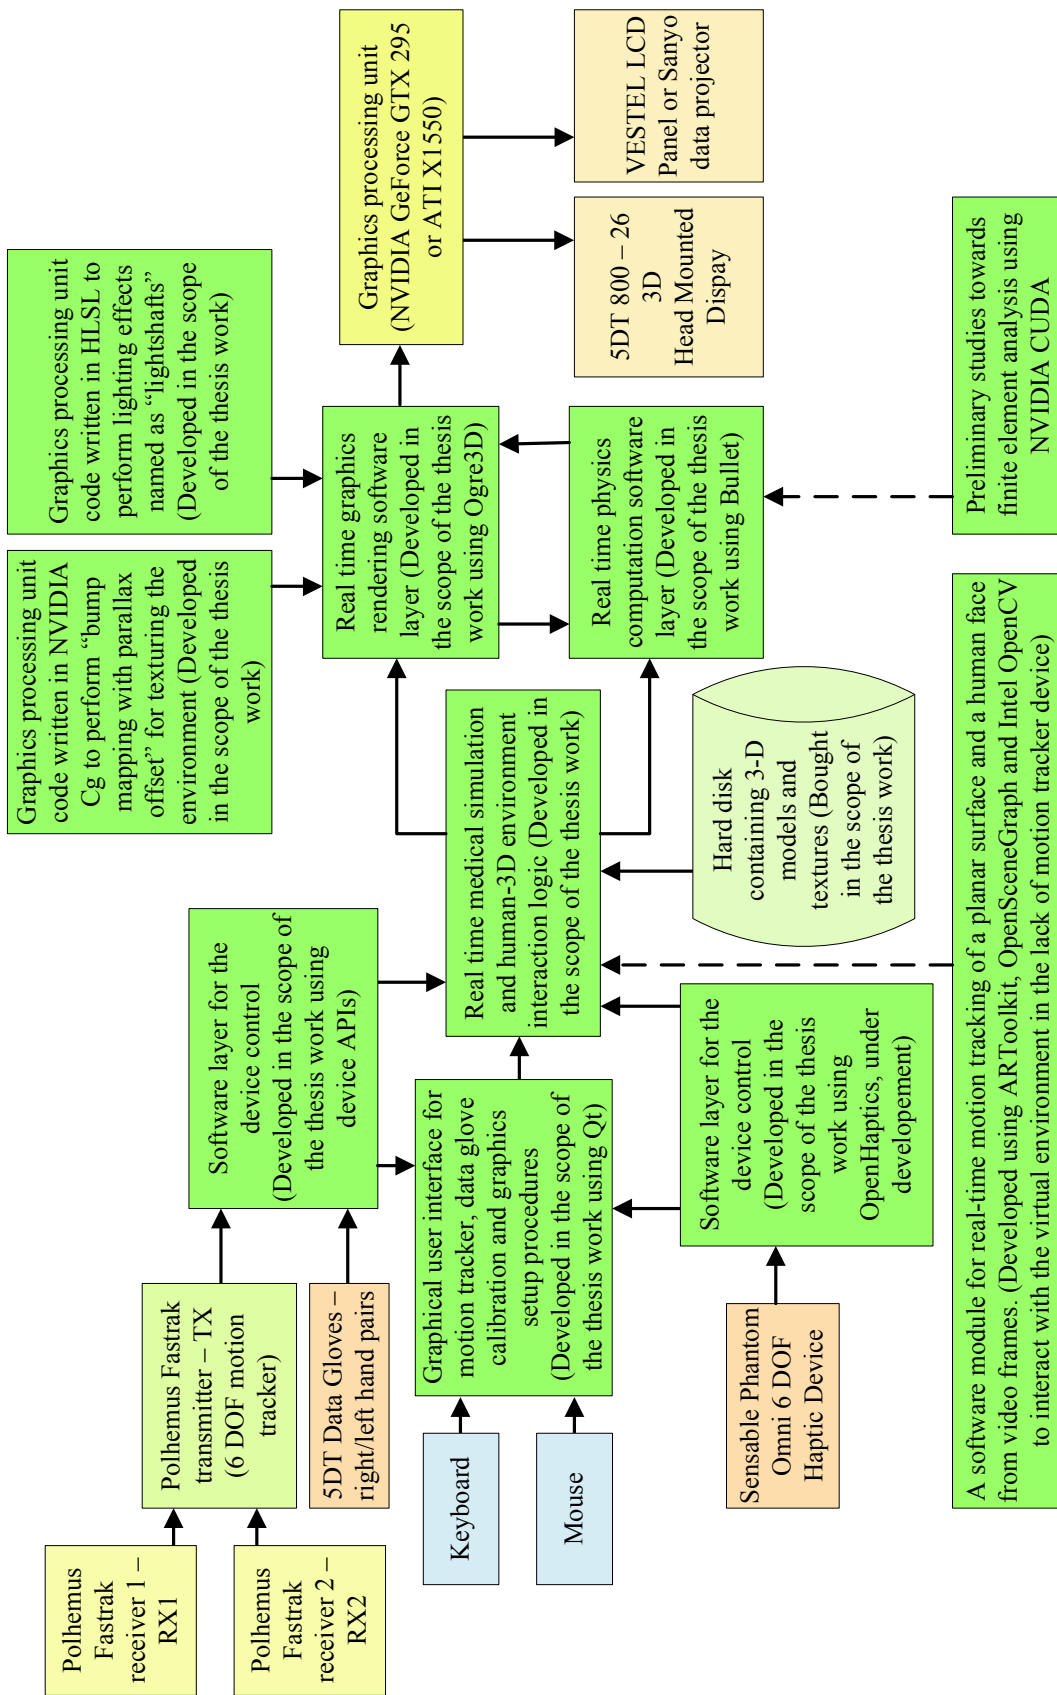 Polhemus
Fastrak
receiver 1 –
RX1
Polhemus
Fastrak
receiver 2 –
RX2
Polhemus Fastrak
transmitter – TX
(6 DOF motion
tracker)
5DT Data Gloves –
right/left hand pairs
Keyboard
Mouse
Sensable Phantom
Omni 6 DOF
Haptic Device
Software layer for the
device control
(Developed in the scope of
the thesis work using
device APIs)
Graphical user interface for
motion tracker, data glove
calibration and graphics
setup procedures
(Developed in the scope of
the thesis work using Qt)
Software layer for the
device control
(Developed in the
scope of the thesis
work using
OpenHaptics, under
developement)
Real time medical simulation
and human-3D environment
interaction logic (Developed in
the scope of the thesis work)
Hard disk
containing 3-D
models and
textures (Bought
in the scope of
the thesis work)
A software module for real-time motion tracking of a planar surface and a human face
from video frames. (Developed using ARToolkit, OpenSceneGraph and Intel OpenCV
to interact with the virtual environment in the lack of motion tracker device)
Graphics processing unit
code written in NVIDIA
Cg to perform “bump
mapping with parallax
offset” for texturing the
environment (Developed
in the scope of the thesis
work)
Graphics processing unit
code written in HLSL to
perform lighting effects
named as “lightshafts”
(Developed in the scope
of the thesis work)
Real time graphics
rendering software
layer (Developed in
the scope of the thesis
work using Ogre3D)
Real time physics
computation software
layer (Developed in
the scope of the thesis
work using Bullet)
Graphics processing unit
(NVIDIA GeForce GTX 295
or ATI X1550)
5DT 800 – 26
3D
Head Mounted
Dispay
VESTEL LCD
Panel or Sanyo
data projector
Preliminary studies towards
finite element analysis using
NVIDIA CUDA